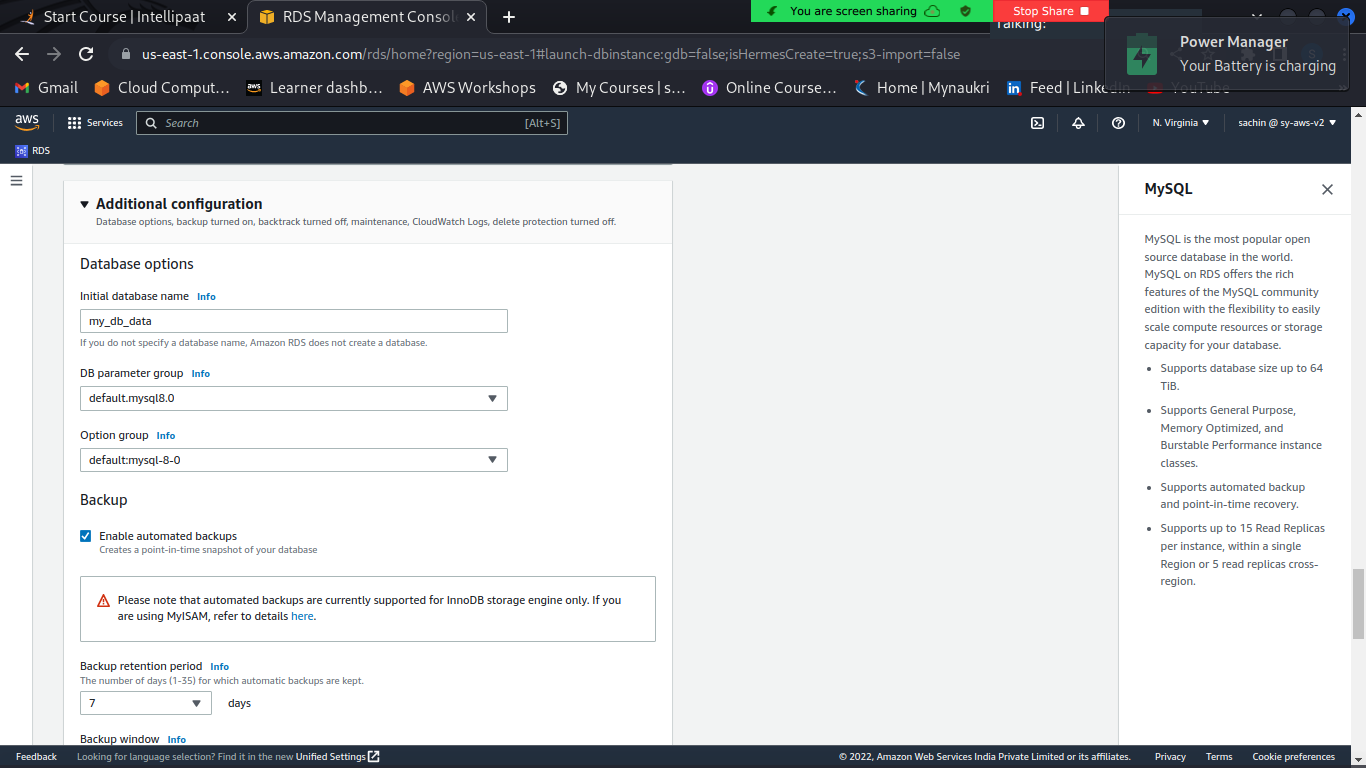 Start Course | Intellipaat
RDS Management Consol
You are screen sharing
Stop Share
Talking:
us-east-1.console.aws.amazon.com/rds/home?region=us-east-1#launch-dbinstance:gdb=false;isHermesCreate=true;s3-import=false
Power Manager
Your Battery is charging
Gmail
Cloud Comput...
aws
Learner dashb...
AWS Workshops
My Courses | s...
Online Course...
Home | Mynaukri
Feed | LinkedIn
YouTube
aws
Services
Search
[Alt+S]
N. Virginia
sachin @ sy-aws-v2
RDS
Additional configuration
Database options, backup turned on, backtrack turned off, maintenance, CloudWatch Logs, delete protection turned off.
Database options
Initial database name Info
my_db_data
If you do not specify a database name, Amazon RDS does not create a database.
DB parameter group Info
default.mysql8.0
Option group Info
default:mysql-8-0
Backup
Enable automated backups
Creates a point-in-time snapshot of your database
Please note that automated backups are currently supported for InnoDB storage engine only. If you
are using MyISAM, refer to details here.
Backup retention period Info
The number of days (1-35) for which automatic backups are kept.
7
days
Backup window Info
MySQL
MySQL is the most popular open
source database in the world.
MySQL on RDS offers the rich
features of the MySQL community
edition with the flexibility to easily
scale compute resources or storage
capacity for your database.
• Supports database size up to 64
TiB.
• Supports General Purpose,
Memory Optimized, and
Burstable Performance instance
classes.
• Supports automated backup
and point-in-time recovery.
• Supports up to 15 Read Replicas
per instance, within a single
Region or 5 read replicas cross-
region.
Feedback
Looking for language selection? Find it in the new Unified Settings
© 2022, Amazon Web Services India Private Limited or its affiliates.
Privacy
Terms
Cookie preferences